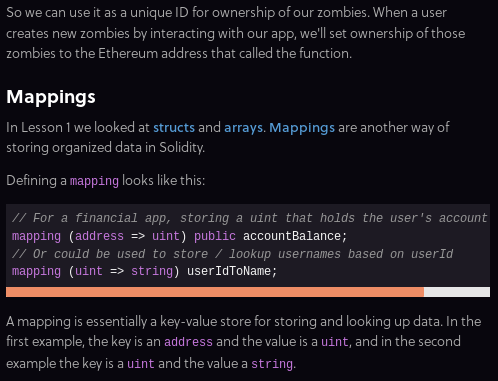 So we can use it as a unique ID for ownership of our zombies. When a user
creates new zombies by interacting with our app, we'll set ownership of those
zombies to the Ethereum address that called the function.
Mappings
In Lesson 1 we looked at structs and arrays. Mappings are another way of
storing organized data in Solidity.
Defining a mapping looks like this:
// For a financial app, storing a uint that holds the user's account
mapping (address => uint) public accountBalance;
// Or could be used to store / lookup usernames based on userId
mapping (uint => string) userIdToName;
A mapping is essentially a key-value store for storing and looking up data. In the
first example, the key is an address and the value is a uint, and in the second
example the key is a uint and the value a string.